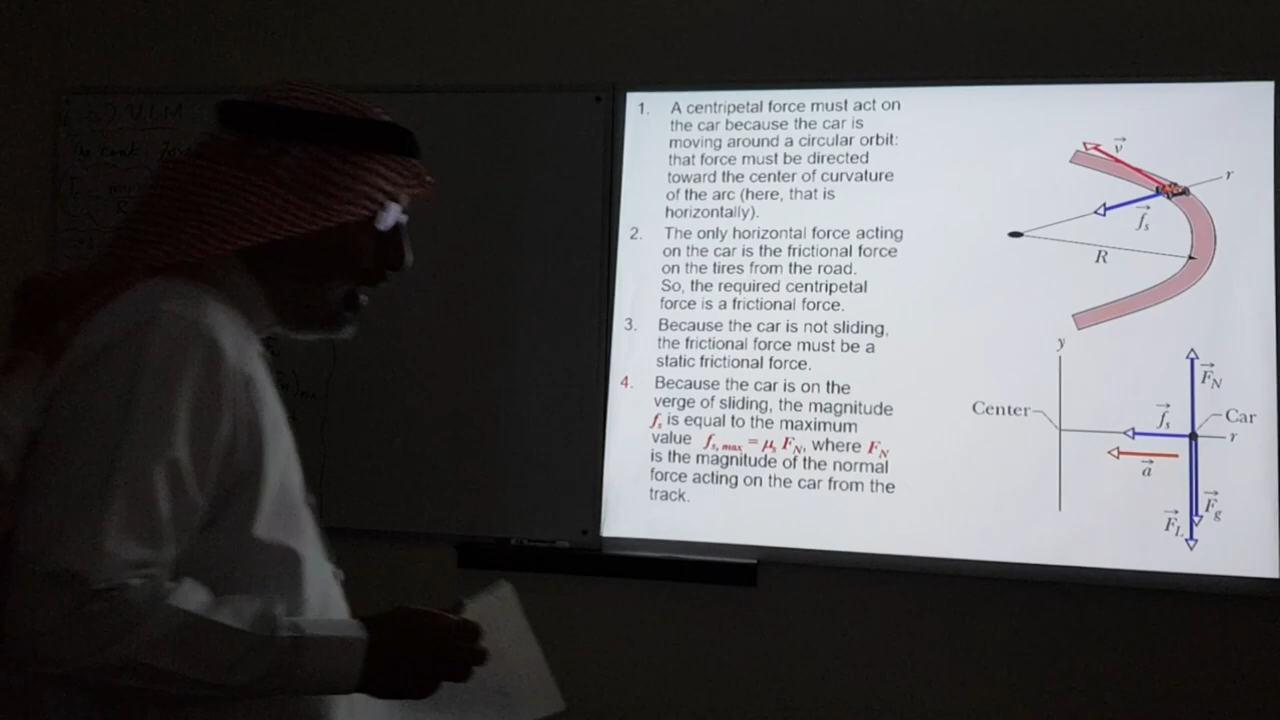 U.C.M
The cent. force
1. A centripetal force must act on
the car because the car is
moving around a circular orbit:
that force must be directed
toward the center of curvature
of the arc (here, that is
horizontally).
2. The only horizontal force acting
on the car is the frictional force
on the tires from the road.
So, the required centripetal
force is a frictional force.
3. Because the car is not sliding,
the frictional force must be a
static frictional force.
4. Because the car is on the
verge of sliding, the magnitude
fs is equal to the maximum
value fs, max = μs FN, where FN
is the magnitude of the normal
force acting on the car from the
track.
v
r
fs
R
y
FN
Center
fs
Car
r
a
Fg
FL